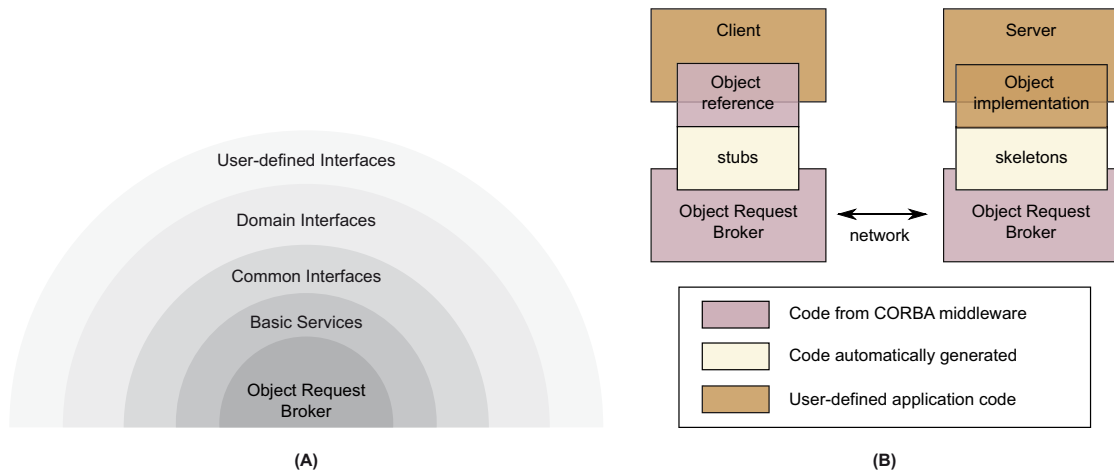 User-defined Interfaces
Domain Interfaces
Common Interfaces
Basic Services
Object Request
Broker
(A)
Client
Object
reference
stubs
Object Request
Broker
network
Server
Object
implementation
skeletons
Object Request
Broker
Code from CORBA middleware
Code automatically generated
User-defined application code
(B)